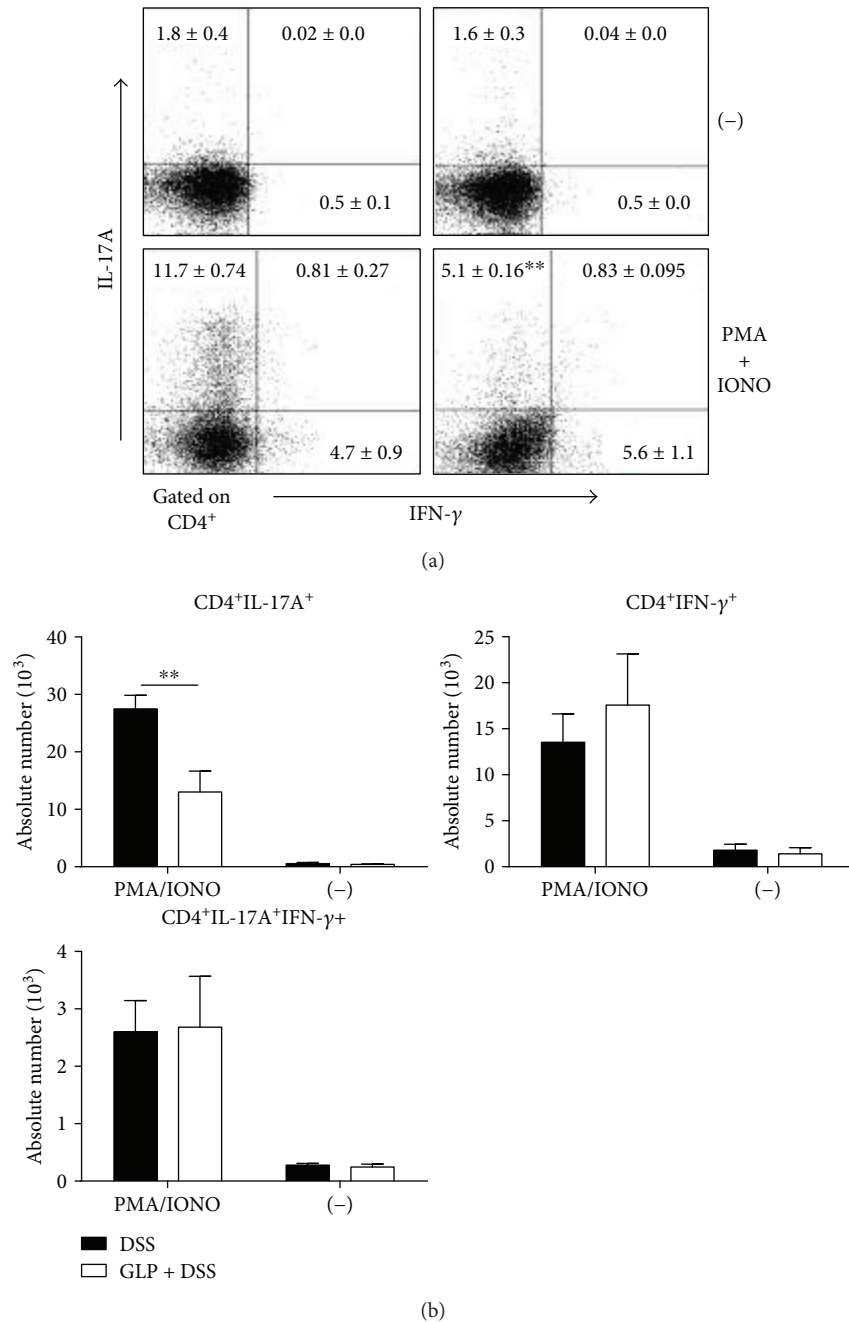 1.8 ± 0.4 0.02 ± 0.0 1.6 ± 0.3 0.04 ± 0.0
(−)
0.5 ± 0.1 0.5 ± 0.0
IL-17A
11.7 ± 0.74 0.81 ± 0.27 5.1 ± 0.16** 0.83 ± 0.095
PMA
+
IONO
4.7 ± 0.9 5.6 ± 1.1
Gated on
CD4⁺
IFN-γ
(a)
CD4⁺IL-17A⁺
40
30
20
10
0
Absolute number (10³)
**
PMA/IONO (−)
CD4⁺IFN-γ⁺
25
20
15
10
5
0
Absolute number (10³)
PMA/IONO (−)
CD4⁺IL-17A⁺IFN-γ+
4
3
2
1
0
Absolute number (10³)
PMA/IONO (−)
DSS
GLP + DSS
(b)